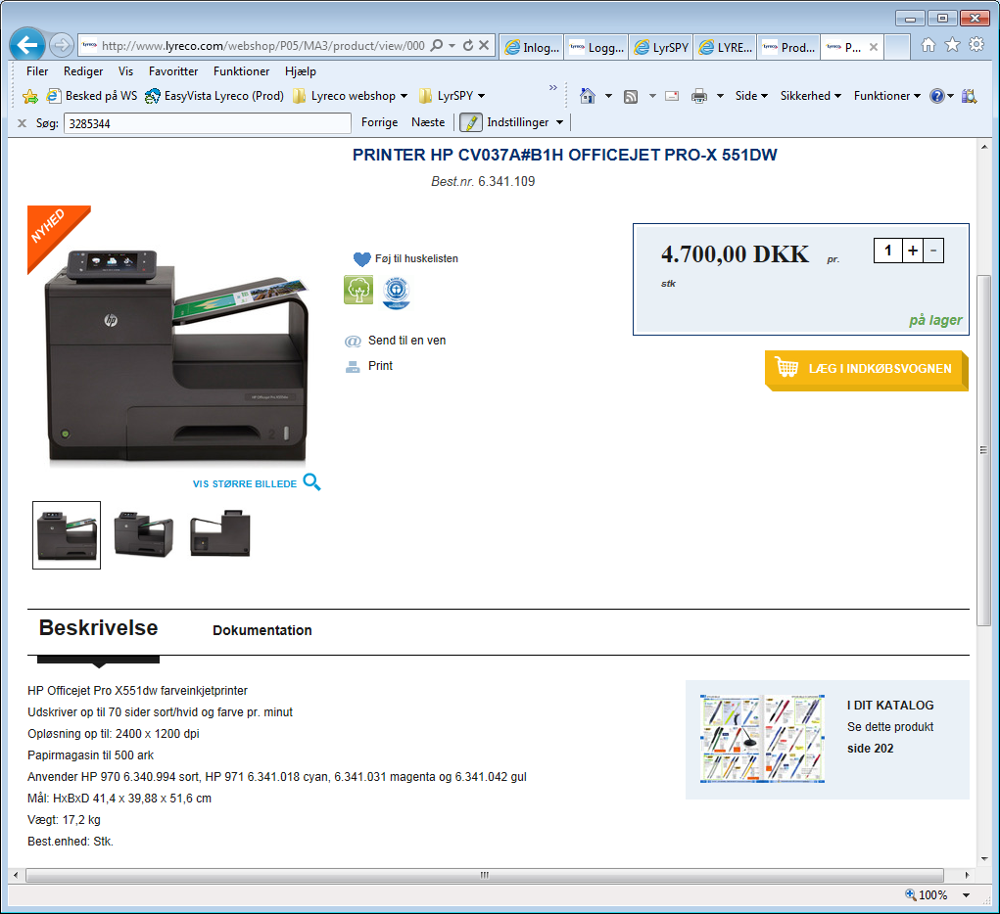 http://www.lyreco.com/webshop/P05/MA3/product/view/000
Inlog...
Logg...
LyrSPY
LYRE...
Prod...
P...
Filer Rediger Vis Favoritter Funktioner Hjælp
Besked på WS EasyVista Lyreco (Prod) Lyreco webshop LyrSPY » Side Sikkerhed Funktioner
x Søg: 3285344 Forrige Næste Indstillinger
PRINTER HP CV037A#B1H OFFICEJET PRO-X 551DW
Best.nr. 6.341.109
NYHED
hp
2
Føj til huskelisten
Send til en ven
Print
4.700,00 DKK pr.
stk
1 + -
på lager
LÆG I INDKØBSVOGNEN
VIS STØRRE BILLEDE
Beskrivelse Dokumentation
HP Officejet Pro X551dw farveinkjetprinter
Udskriver op til 70 sider sort/hvid og farve pr. minut
Opløsning op til: 2400 x 1200 dpi
Papirmagasin til 500 ark
Anvender HP 970 6.340.994 sort, HP 971 6.341.018 cyan, 6.341.031 magenta og 6.341.042 gul
Mål: HxBxD 41,4 x 39,88 x 51,6 cm
Vægt: 17,2 kg
Best.enhed: Stk.
I DIT KATALOG
Se dette produkt
side 202
100%